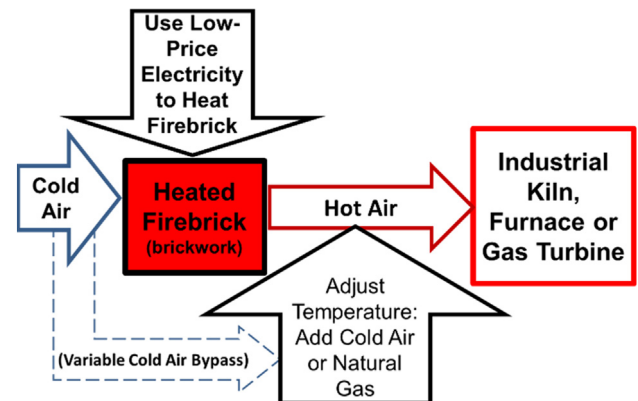 Use Low-
Price
Electricity
to Heat
Firebrick
Cold
Air
Heated
Firebrick
(brickwork)
Hot Air
Industrial
Kiln,
Furnace or
Gas Turbine
Adjust
Temperature:
Add Cold Air
or Natural
Gas
(Variable Cold Air Bypass)